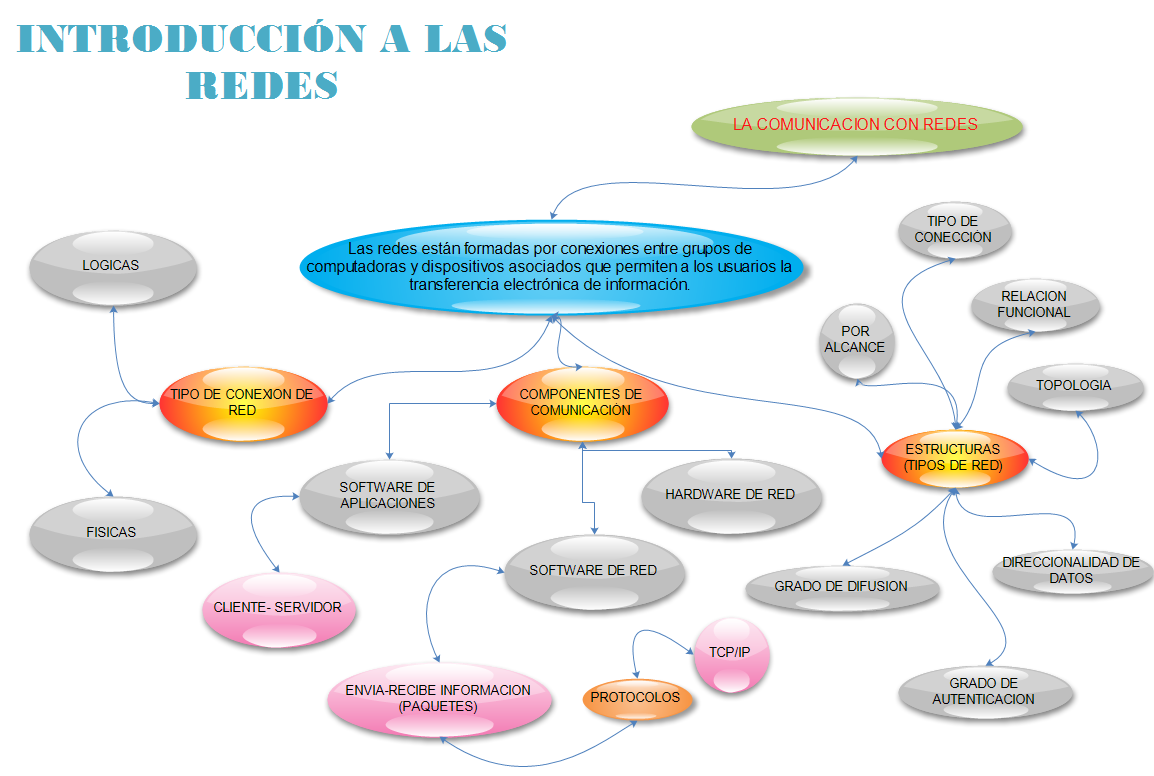 INTRODUCCIÓN A LAS
REDES
LA COMUNICACION CON REDES
Las redes están formadas por conexiones entre grupos de
computadoras y dispositivos asociados que permiten a los usuarios la
transferencia electrónica de información.
LOGICAS
TIPO DE CONEXION DE
RED
FISICAS
COMPONENTES DE
COMUNICACIÓN
SOFTWARE DE
APLICACIONES
CLIENTE- SERVIDOR
HARDWARE DE RED
SOFTWARE DE RED
ENVIA-RECIBE INFORMACION
(PAQUETES)
PROTOCOLOS
TCP/IP
TIPO DE
CONECCIÓN
RELACION
FUNCIONAL
POR
ALCANCE
TOPOLOGIA
ESTRUCTURAS
(TIPOS DE RED)
GRADO DE DIFUSION
DIRECCIONALIDAD DE
DATOS
GRADO DE
AUTENTICACION